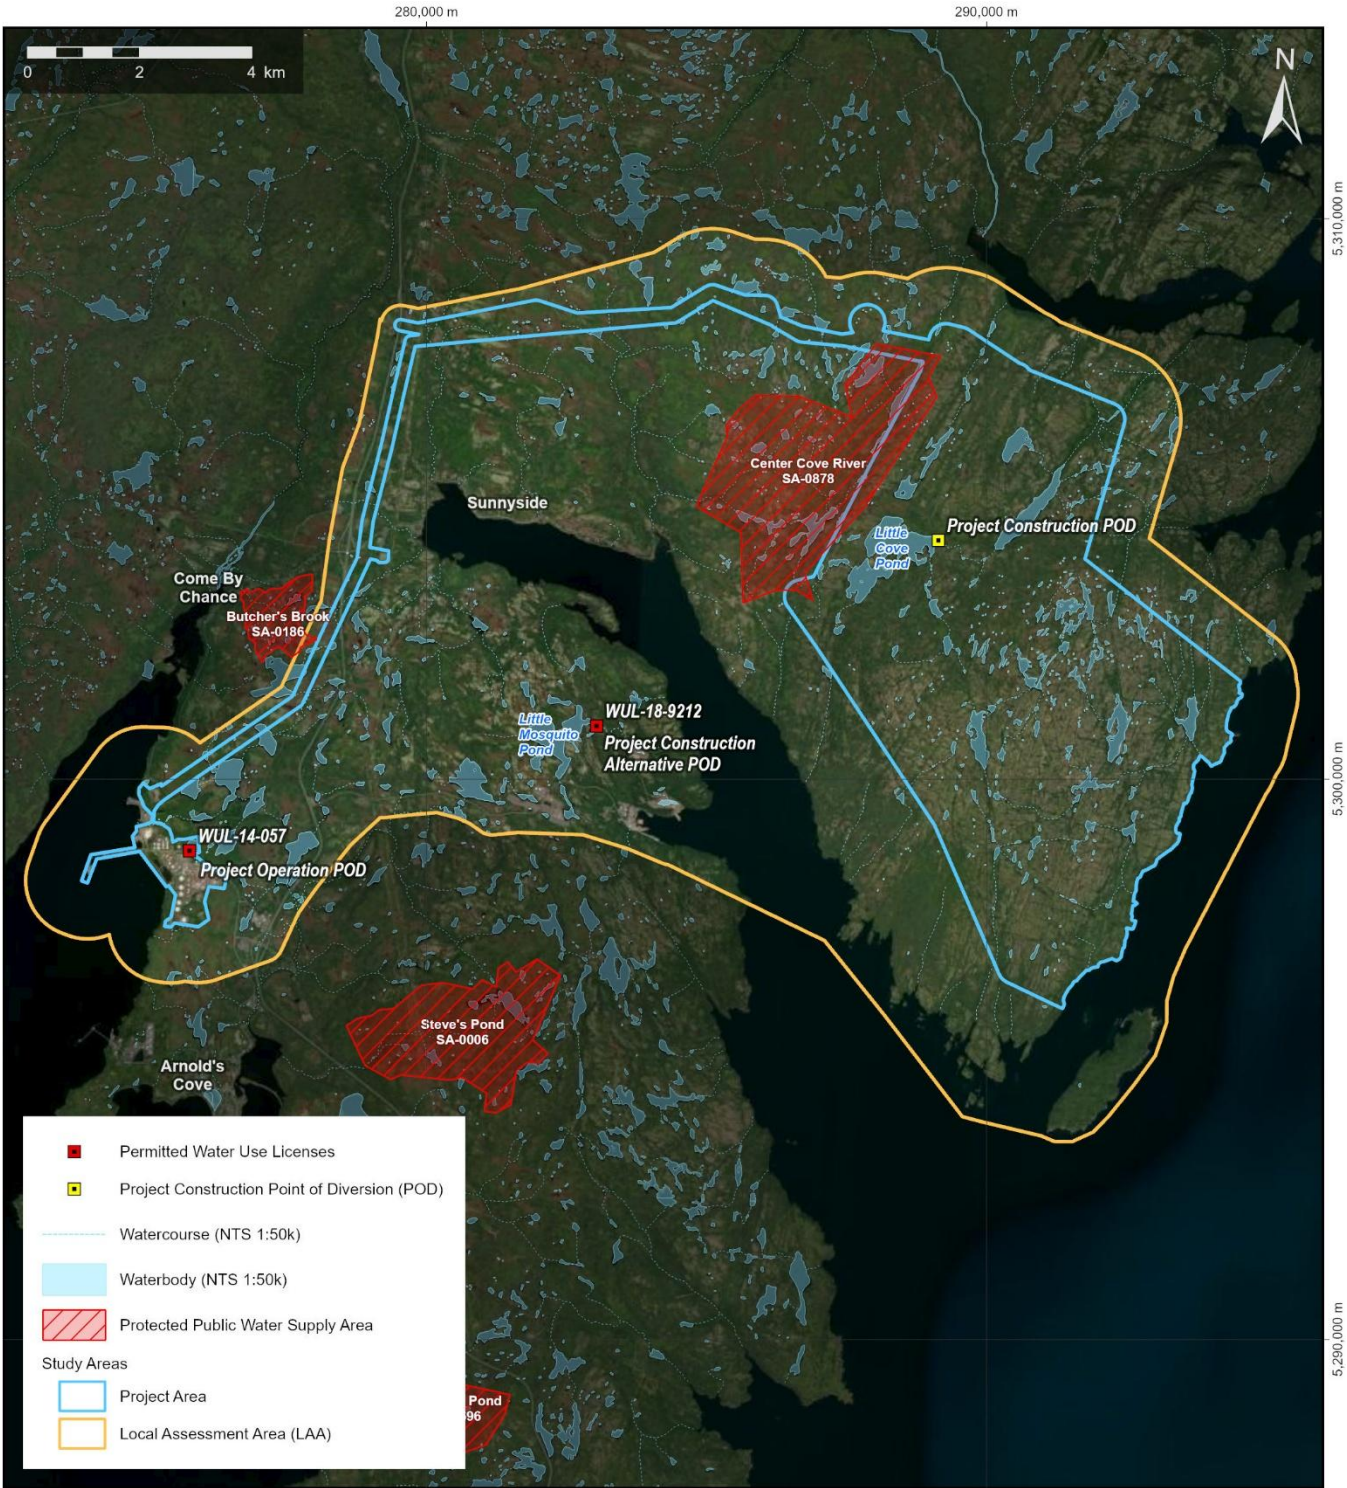 280,000 m
290,000 m
0 2 4 km
N
5,310,000 m
Sunnyside
Center Cove River
SA-0878
Project Construction POD
Little
Cove
Pond
Come By
Chance
Butcher's Brook
SA-0186
WUL-18-9212
Project Construction
Alternative POD
Little
Mosquito
Pond
5,300,000 m
WUL-14-057
Project Operation POD
Steve's Pond
SA-0006
Arnold's
Cove
Permitted Water Use Licenses
Project Construction Point of Diversion (POD)
Watercourse (NTS 1:50k)
Waterbody (NTS 1:50k)
Protected Public Water Supply Area
Study Areas
Project Area
Local Assessment Area (LAA)
5,290,000 m
Pond
96